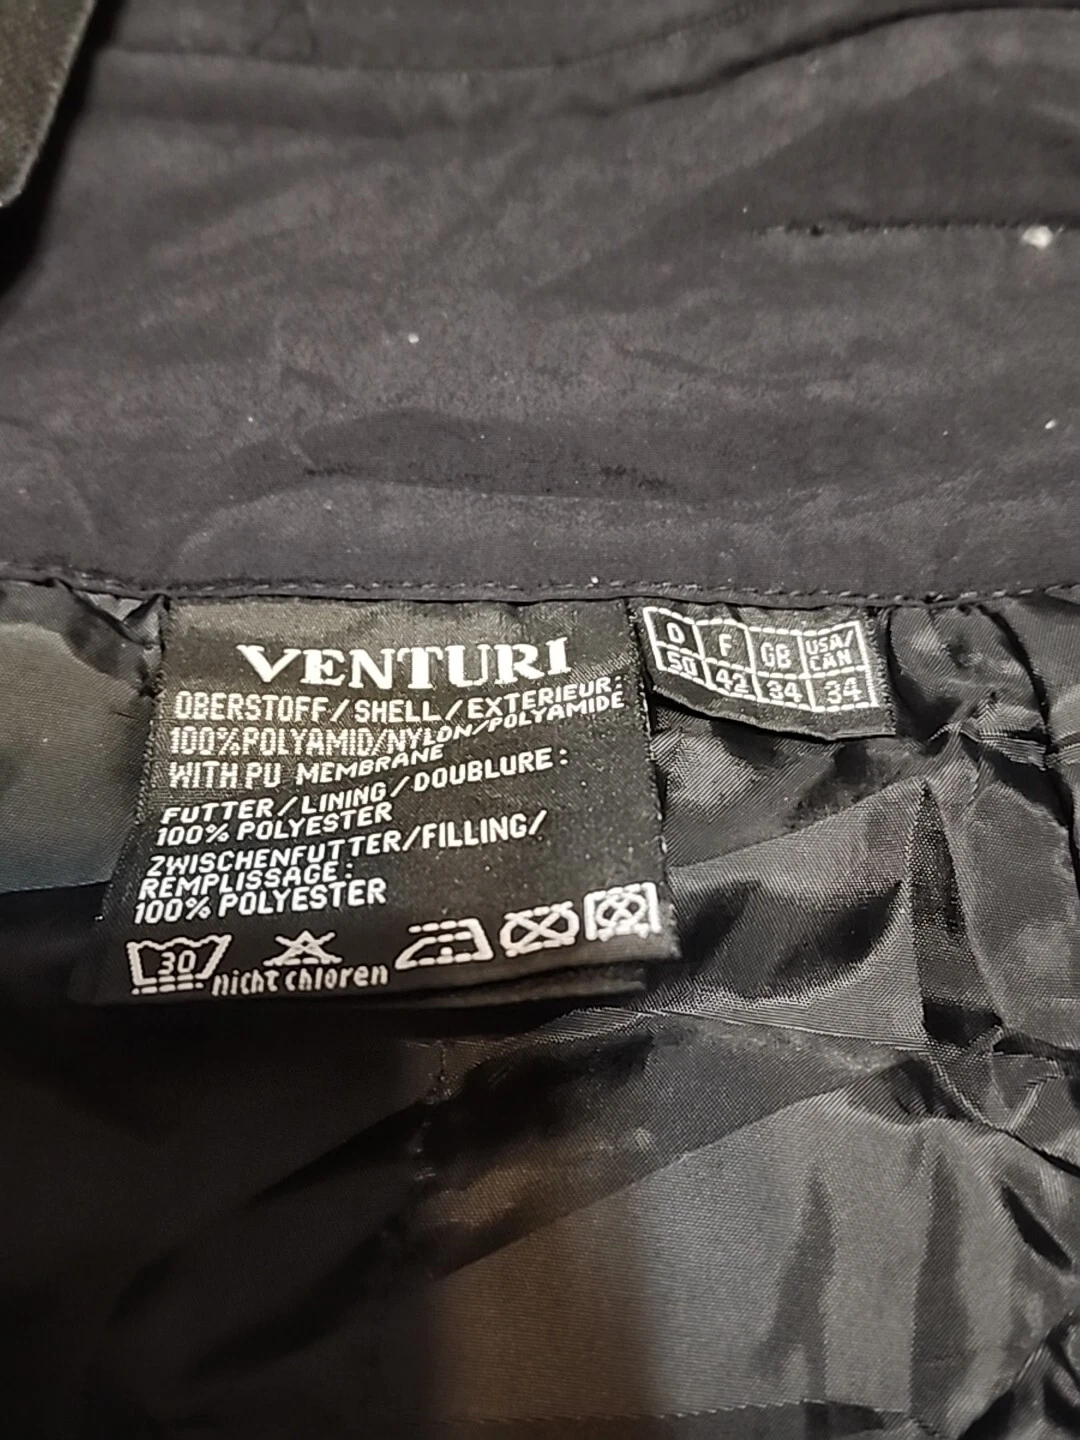 VENTURI
OBERSTOFF/SHELL/EXTERIEUR:
100%POLYAMID/NYLON/POLYAMIDE
WITH PU MEMBRANE
FUTTER/LINING/DOUBLURE:
100% POLYESTER
ZWISCHENFUTTER/FILLING/
REMPLISSAGE:
100% POLYESTER
30 nicht chloren
D F GB USA/CAN
50 42 34 34